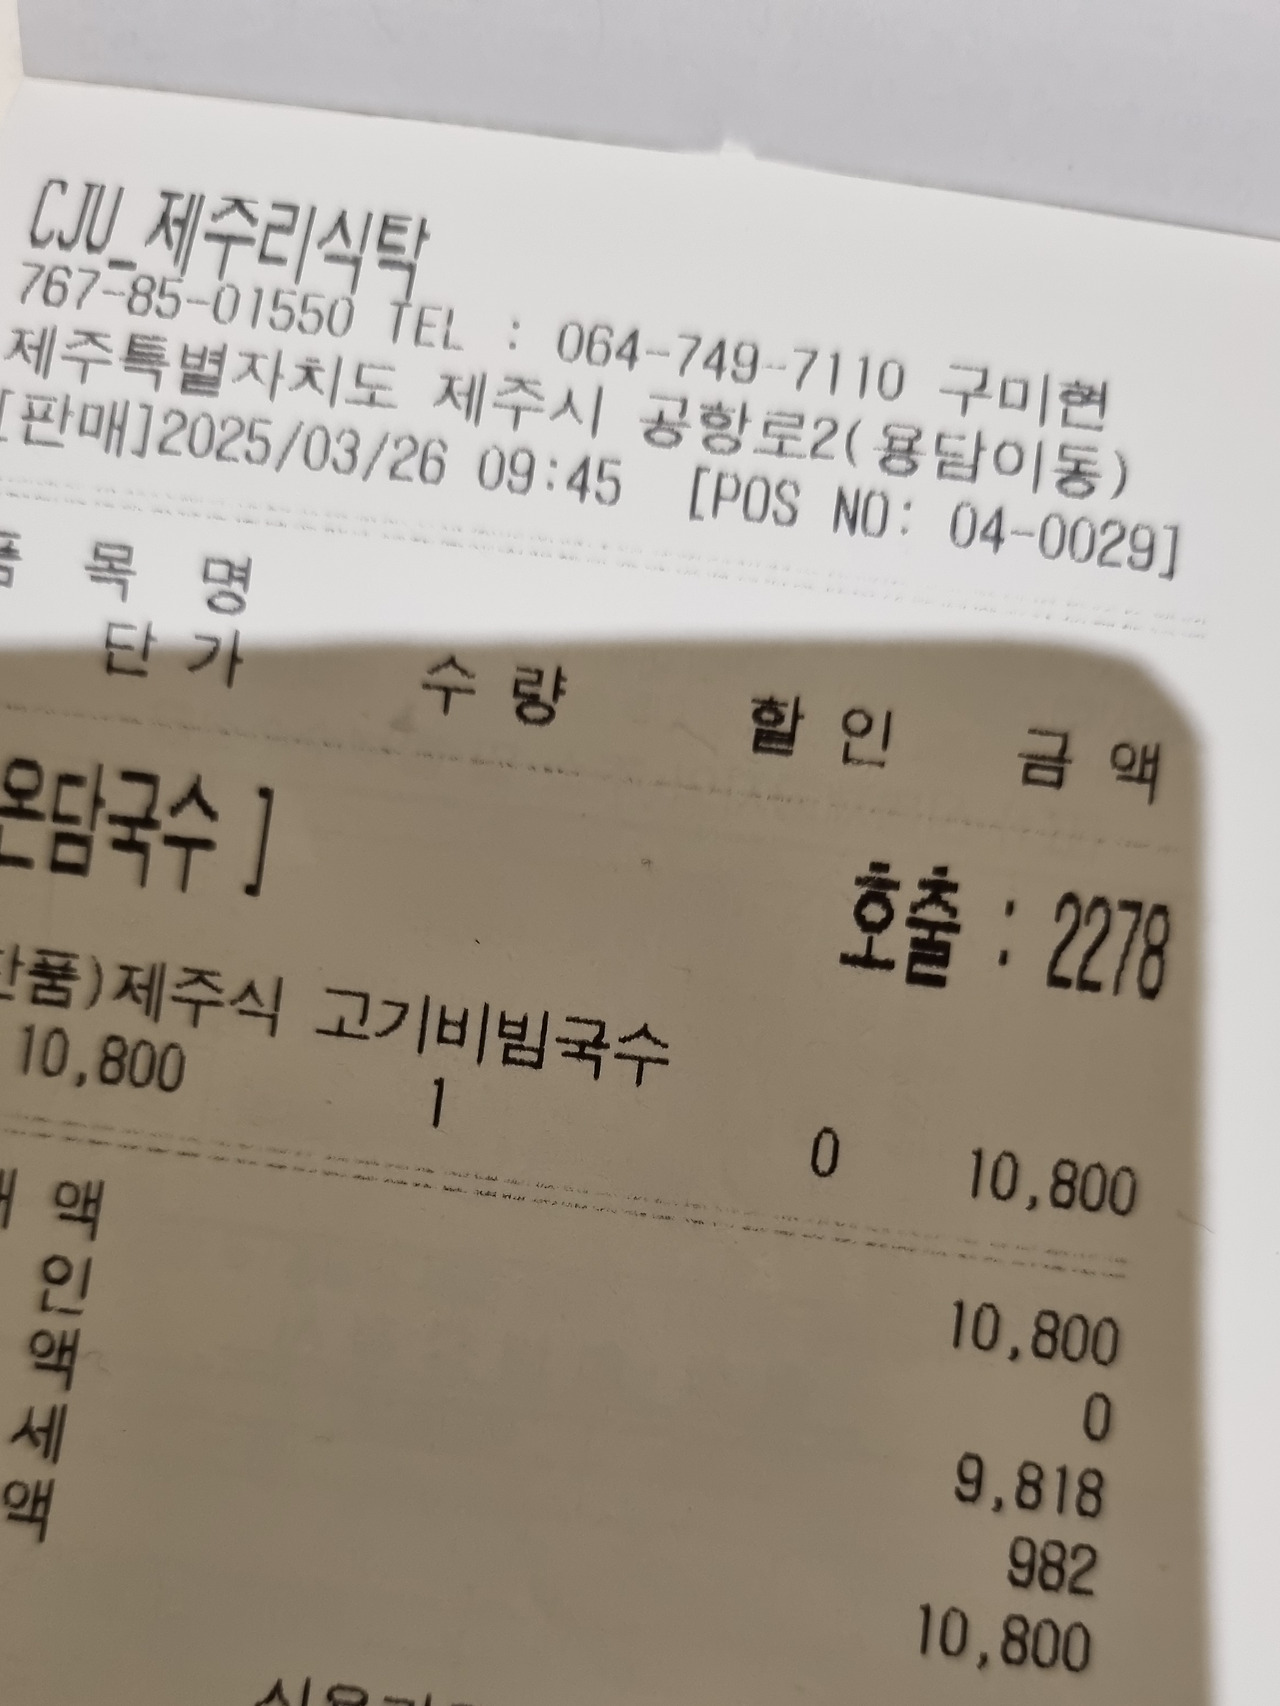 CJU_제주리식탁
767-85-01550 TEL : 064-749-7110 구미현
제주특별자치도 제주시 공항로2(용담이동)
[판매]2025/03/26 09:45 [POS NO: 04-0029]
품 목 명
단 가 수 량 할 인 금 액
온담국수 ]
호출 : 2278
단품)제주식 고기비빔국수
10,800 1 0 10,800
액 10,800
인 0
액 9,818
세 982
액 10,800